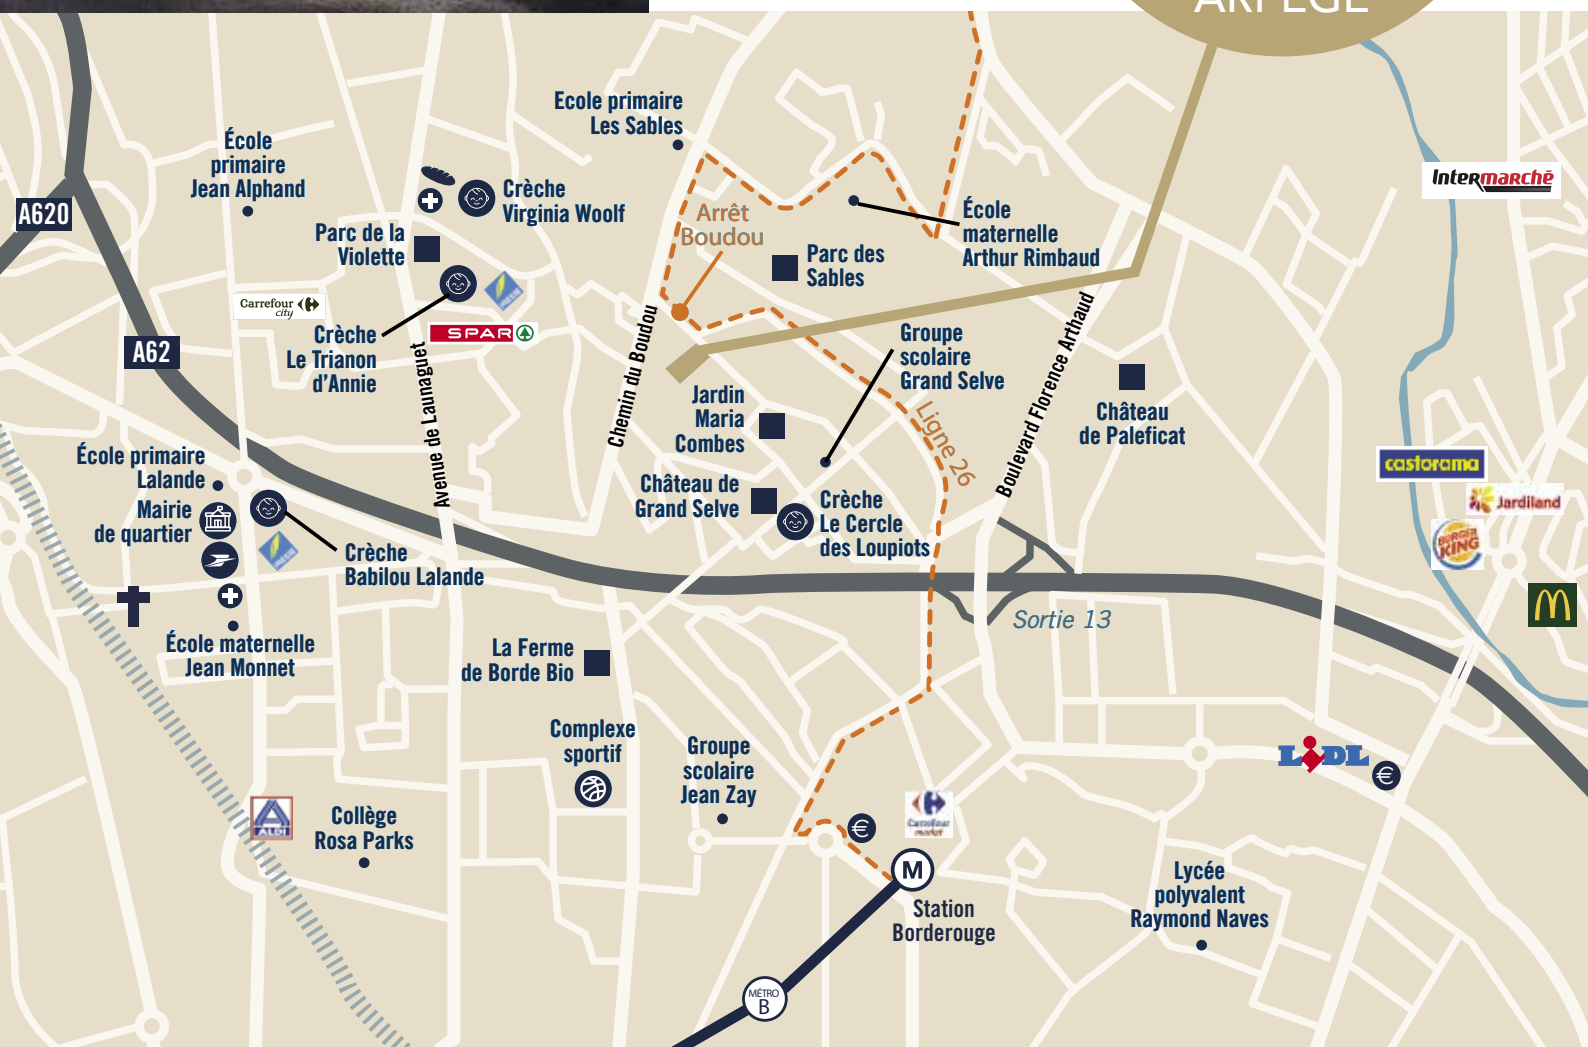 ARPEGE
Ecole primaire
Les Sables
École
primaire
Jean Alphand
A620
Crèche
Virginia Woolf
Parc de la
Violette
Arrêt
Boudou
École
maternelle
Arthur Rimbaud
Parc des
Sables
Intermarché
Carrefour
city
SPAR
A62
Crèche
Le Trianon
d'Annie
Avenue de Launaguet
Chemin du Boudou
Groupe
scolaire
Grand Selve
Boulevard Florence Arthaud
Jardin
Maria
Combes
Ligne 26
Château
de Paleficat
École primaire
Lalande
Mairie
de quartier
Château de
Grand Selve
Crèche
Le Cercle
des Loupiots
castorama
Jardiland
BURGER
KING
Crèche
Babilou Lalande
Sortie 13
École maternelle
Jean Monnet
La Ferme
de Borde Bio
Complexe
sportif
Groupe
scolaire
Jean Zay
LIDL
€
ALDI
Collège
Rosa Parks
€
Carrefour
market
M
Station
Borderouge
Lycée
polyvalent
Raymond Naves
MÉTRO
B